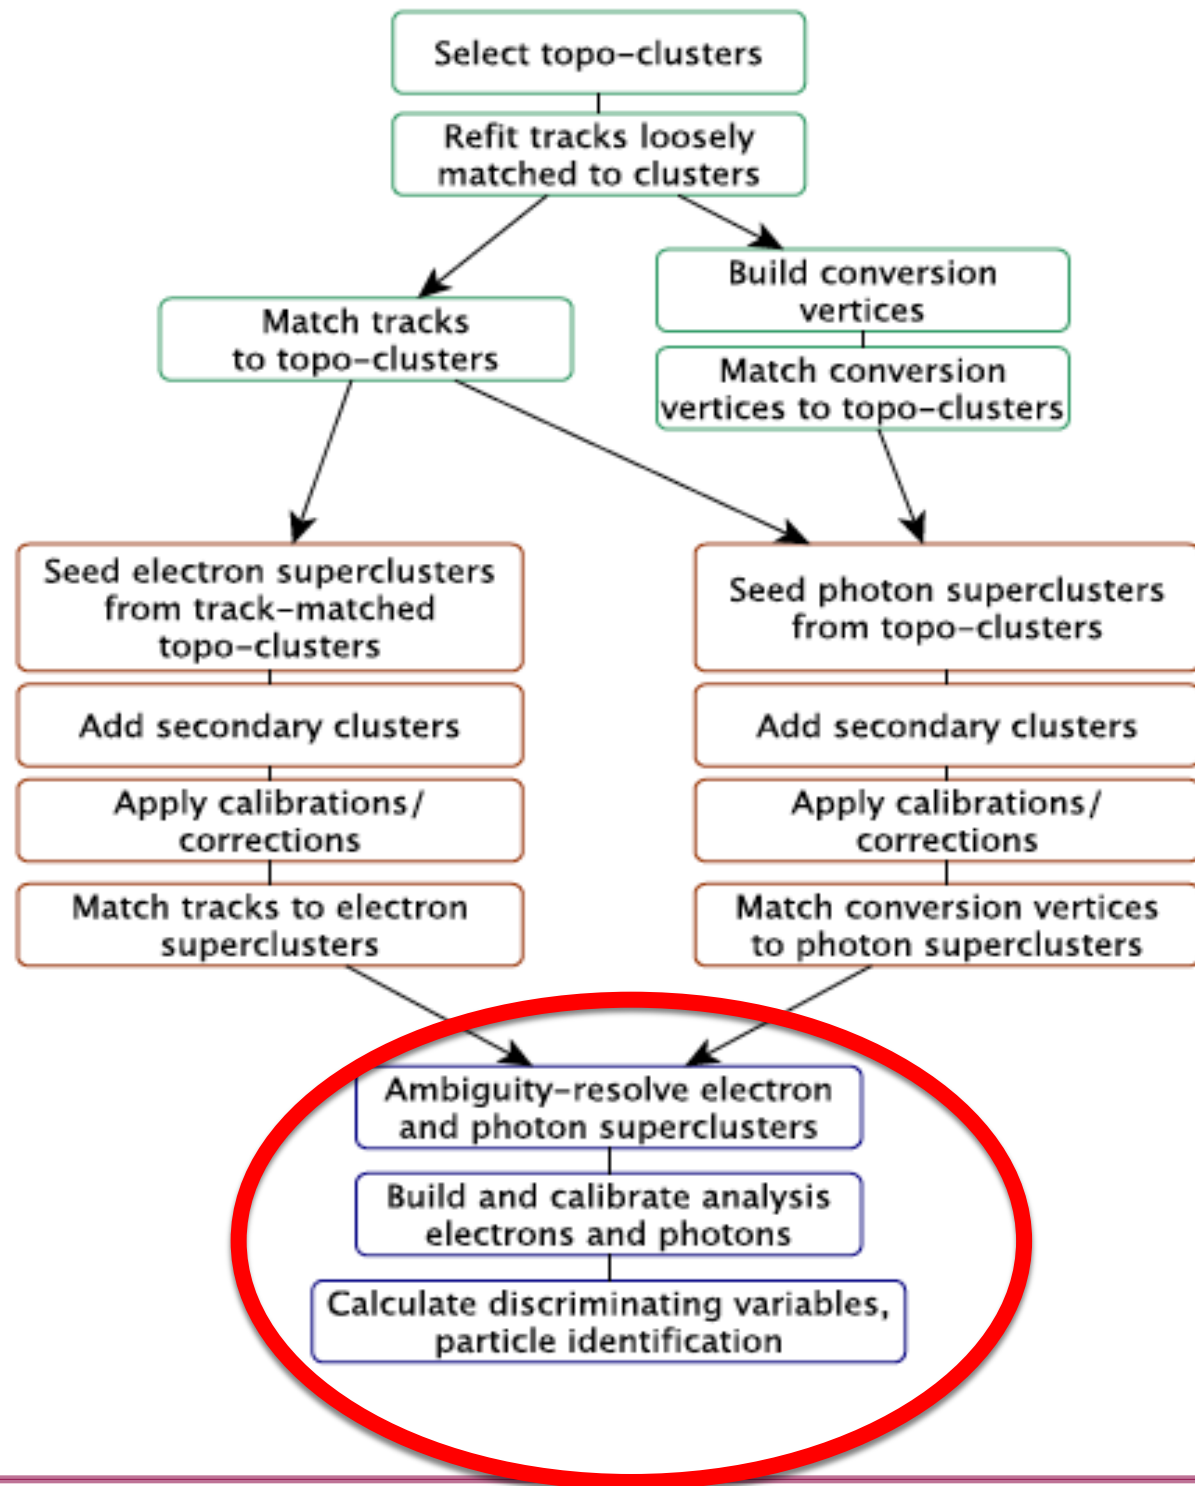 Select topo-clusters
Refit tracks loosely
matched to clusters
Build conversion
vertices
Match tracks
to topo-clusters
Match conversion
vertices to topo-clusters
Seed electron superclusters
from track-matched
topo-clusters
Add secondary clusters
Apply calibrations/
corrections
Match tracks to electron
superclusters
Seed photon superclusters
from topo-clusters
Add secondary clusters
Apply calibrations/
corrections
Match conversion vertices
to photon superclusters
Ambiguity-resolve electron
and photon superclusters
Build and calibrate analysis
electrons and photons
Calculate discriminating variables,
particle identification